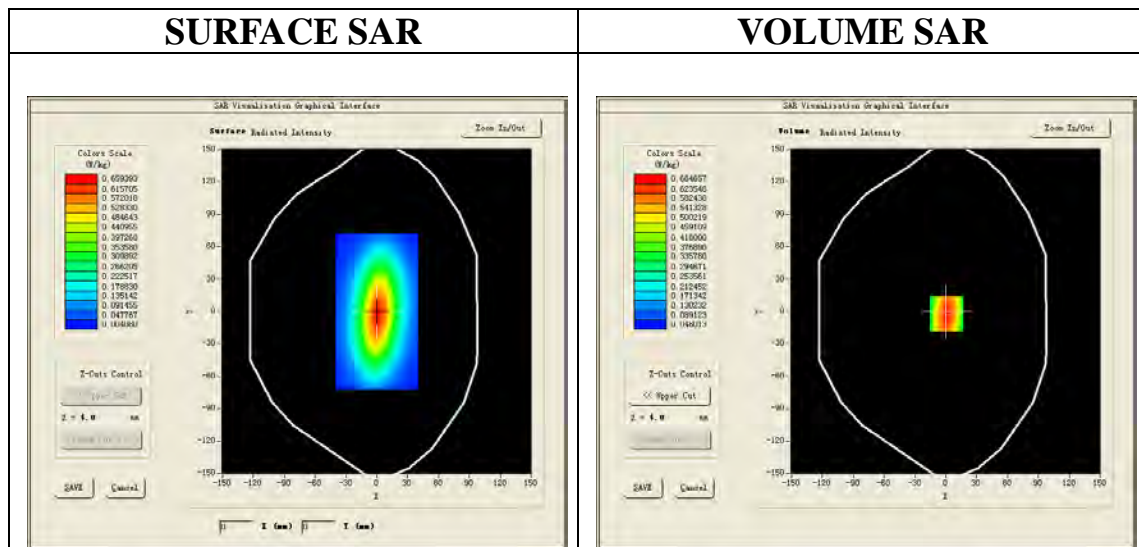 SURFACE SAR
VOLUME SAR
SAR Visualisation Graphical Interface
Surface Radiated Intensity
Zoom In/Out
Colors Scale
(W/kg)
0.659393
0.615705
0.572018
0.528330
0.484643
0.440955
0.397268
0.353580
0.309892
0.266205
0.222517
0.178830
0.135142
0.091455
0.047767
0.004080
150
120
90
60
30
0
-30
-60
-90
-120
-150
-150 -120 -90 -60 -30 0 30 60 90 120 150
Z-Cuts Control
Z = 4.0 mm
SAVE
Cancel
X (mm)
Y (mm)
SAR Visualisation Graphical Interface
Volume Radiated Intensity
Zoom In/Out
Colors Scale
(W/kg)
0.664657
0.623546
0.582438
0.541328
0.500219
0.459109
0.418000
0.376890
0.335780
0.294671
0.253561
0.212452
0.171342
0.130232
0.089123
0.048013
150
120
90
60
30
0
-30
-60
-90
-120
-150
-150 -120 -90 -60 -30 0 30 60 90 120 150
Z-Cuts Control
<< Upper Cut
Z = 4.0 mm
SAVE
Cancel